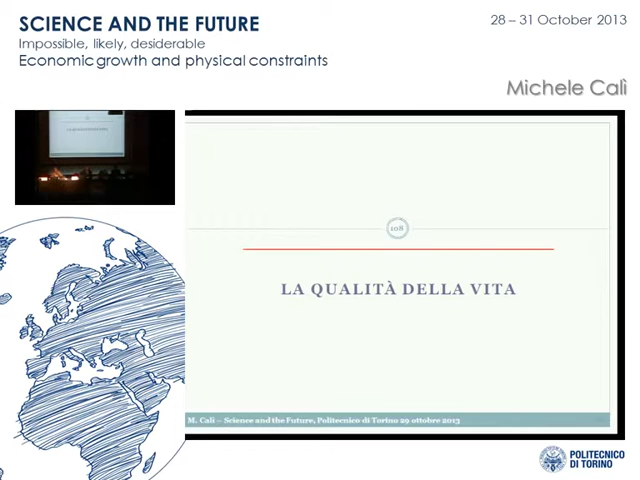 SCIENCE AND THE FUTURE
28 – 31 October 2013
Impossible, likely, desiderable
Economic growth and physical constraints
Michele Calì
108
LA QUALITÀ DELLA VITA
M. Calì – Science and the Future, Politecnico di Torino 29 ottobre 2013
POLITECNICO
DI TORINO